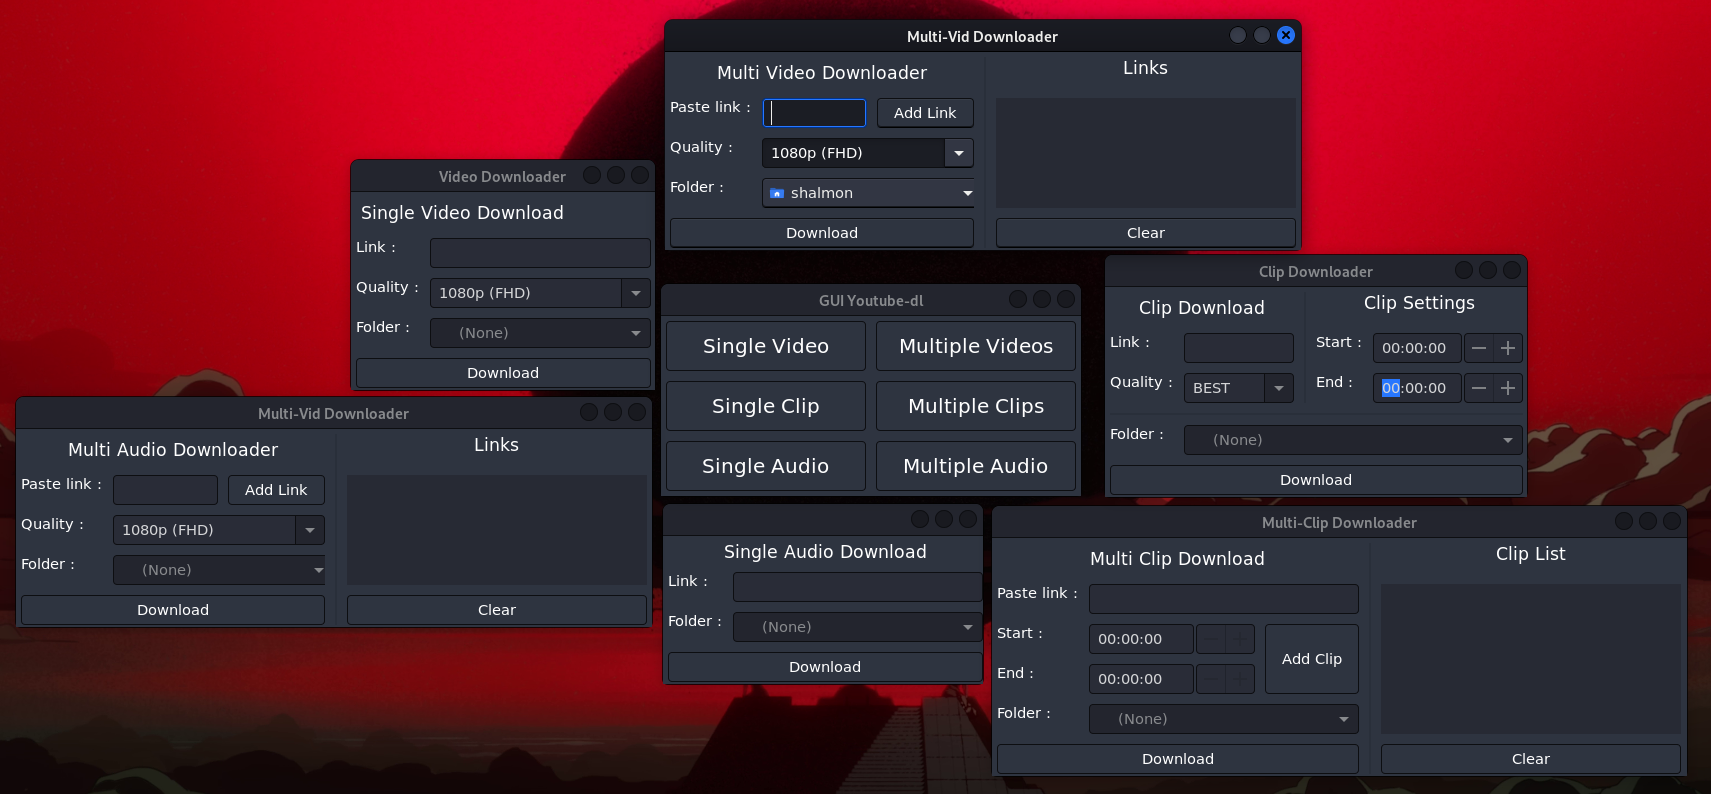 Multi-Vid Downloader
Multi Video Downloader
Links
Paste link :
Add Link
Quality :
1080p (FHD)
Folder :
shalmon
Download
Clear
Video Downloader
Single Video Download
Link :
Quality :
1080p (FHD)
Folder :
(None)
Download
GUI Youtube-dl
Single Video
Multiple Videos
Single Clip
Multiple Clips
Single Audio
Multiple Audio
Clip Downloader
Clip Download
Clip Settings
Link :
Start :
00:00:00
Quality :
BEST
End :
00:00:00
Folder :
(None)
Download
Multi-Vid Downloader
Multi Audio Downloader
Links
Paste link :
Add Link
Quality :
1080p (FHD)
Folder :
(None)
Download
Clear
Single Audio Download
Link :
Folder :
(None)
Download
Multi-Clip Downloader
Multi Clip Download
Clip List
Paste link :
Start :
00:00:00
Add Clip
End :
00:00:00
Folder :
(None)
Download
Clear